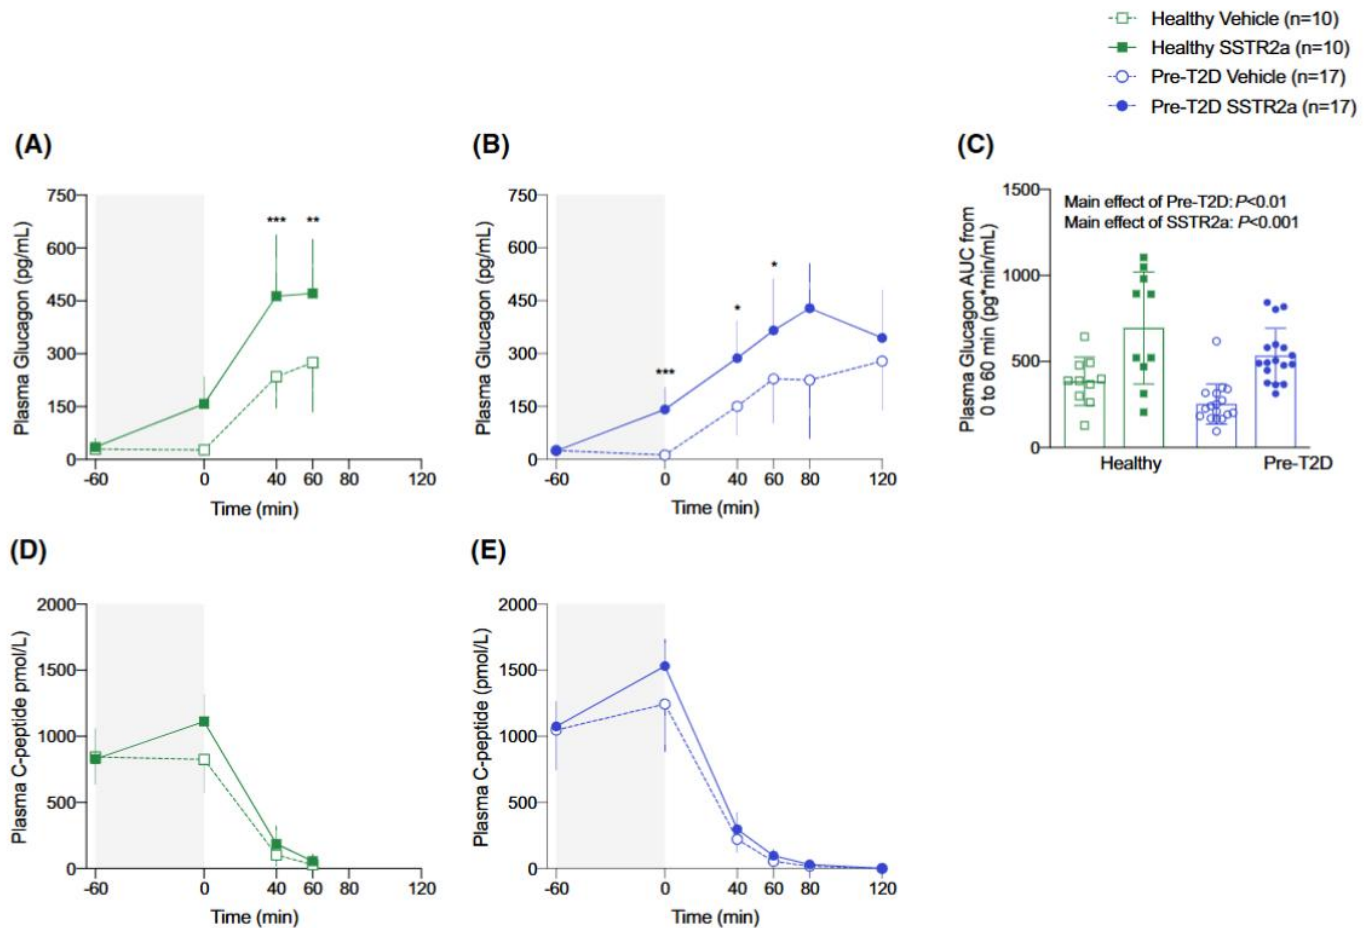 Healthy Vehicle (n=10)
Healthy SSTR2a (n=10)
Pre-T2D Vehicle (n=17)
Pre-T2D SSTR2a (n=17)
(A)
750
600
450
300
150
0
-60
0
40
60
80
120
Plasma Glucagon (pg/mL)
Time (min)
***
**
(B)
750
600
450
300
150
0
-60
0
40
60
80
120
Plasma Glucagon (pg/mL)
Time (min)
***
*
*
(C)
1500
1000
500
0
Plasma Glucagon AUC from
0 to 60 min (pg*min/mL)
Main effect of Pre-T2D: P<0.01
Main effect of SSTR2a: P<0.001
Healthy
Pre-T2D
(D)
2000
1500
1000
500
0
-60
0
40
60
80
120
Plasma C-peptide pmol/L)
Time (min)
(E)
2000
1500
1000
500
0
-60
0
40
60
80
120
Plasma C-peptide (pmol/L)
Time (min)